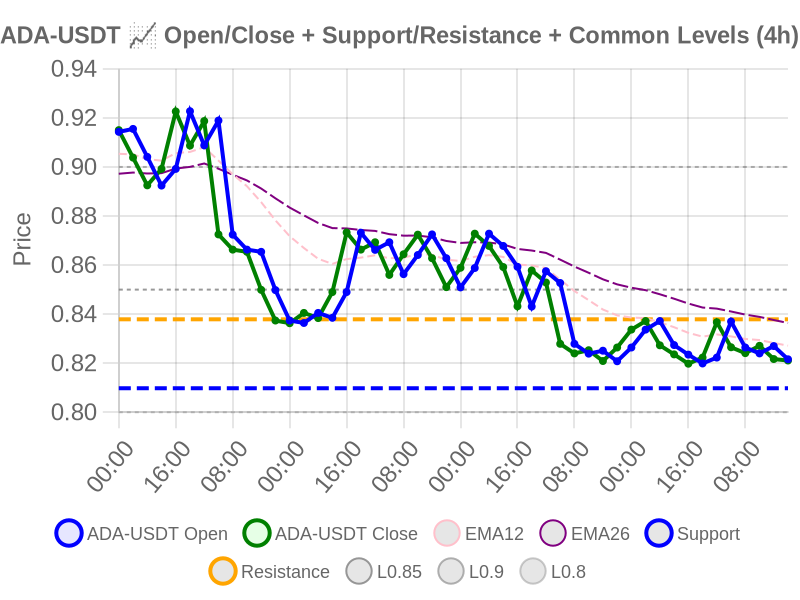 ADA-USDT 📈 Open/Close + Support/Resistance + Common Levels (4h)
0.94
0.92
0.90
0.88
0.86
0.84
0.82
0.80
Price
00:00 16:00 08:00 00:00 16:00 08:00 00:00 16:00 08:00 00:00 16:00 08:00
ADA-USDT Open ADA-USDT Close EMA12 EMA26 Support
Resistance L0.85 L0.9 L0.8